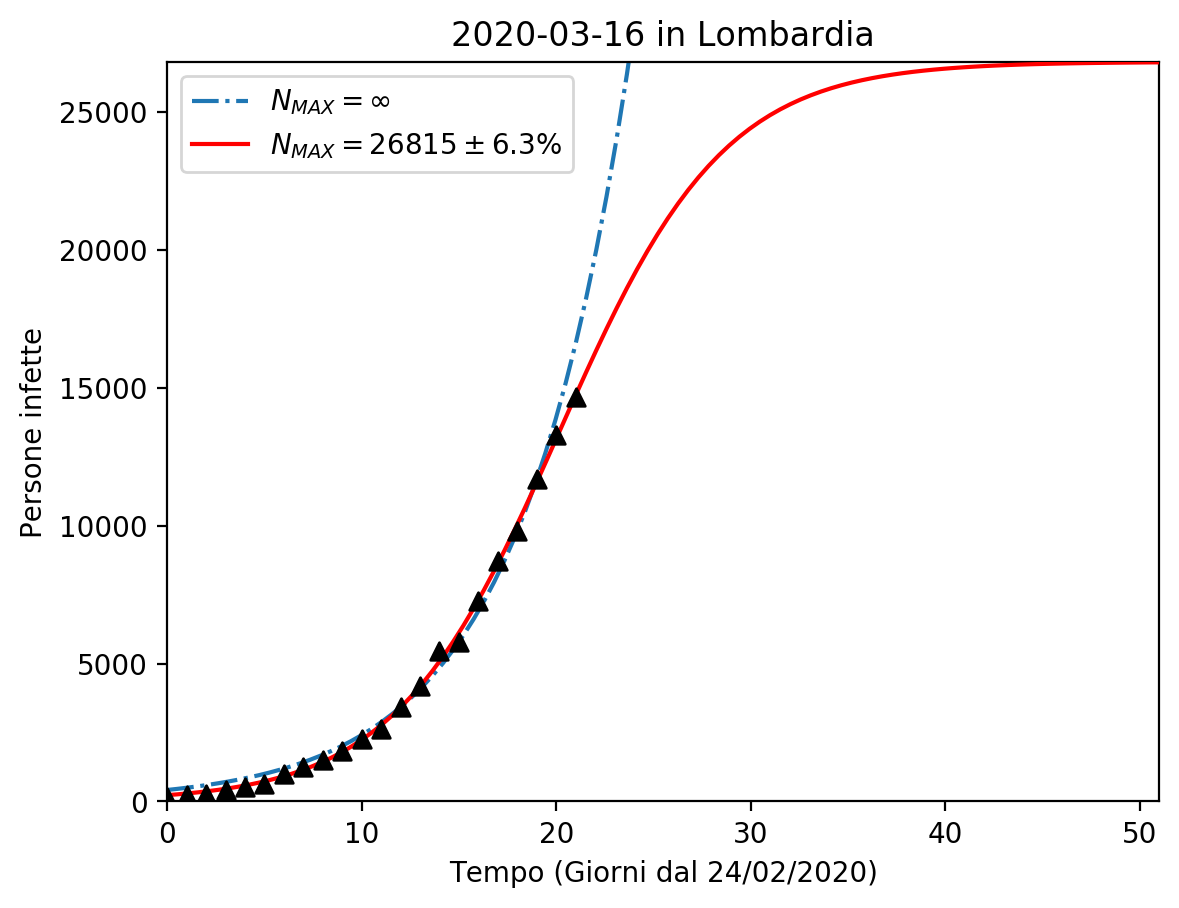 2020-03-16 in Lombardia
N_MAX = ∞
N_MAX = 26815 ± 6.3%
25000
20000
15000
10000
5000
0
Persone infette
0 10 20 30 40 50
Tempo (Giorni dal 24/02/2020)